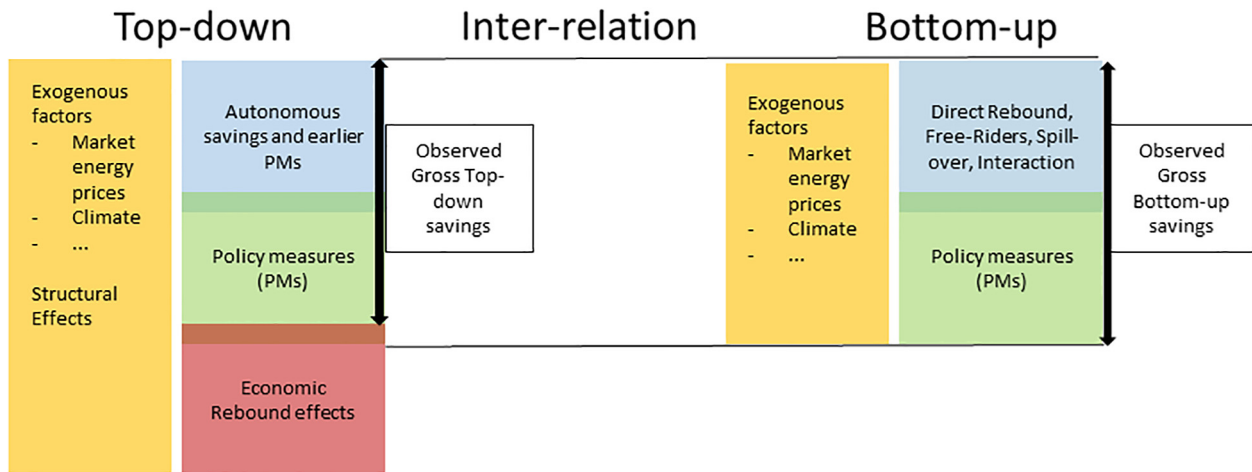 Top-down
Inter-relation
Bottom-up
Exogenous
factors
- Market
energy
prices
- Climate
- ...
Structural
Effects
Autonomous
savings and earlier
PMs
Policy measures
(PMs)
Economic
Rebound effects
Observed
Gross Top-
down
savings
Exogenous
factors
- Market
energy
prices
- Climate
- ...
Direct Rebound,
Free-Riders, Spill-
over, Interaction
Policy measures
(PMs)
Observed
Gross
Bottom-up
savings